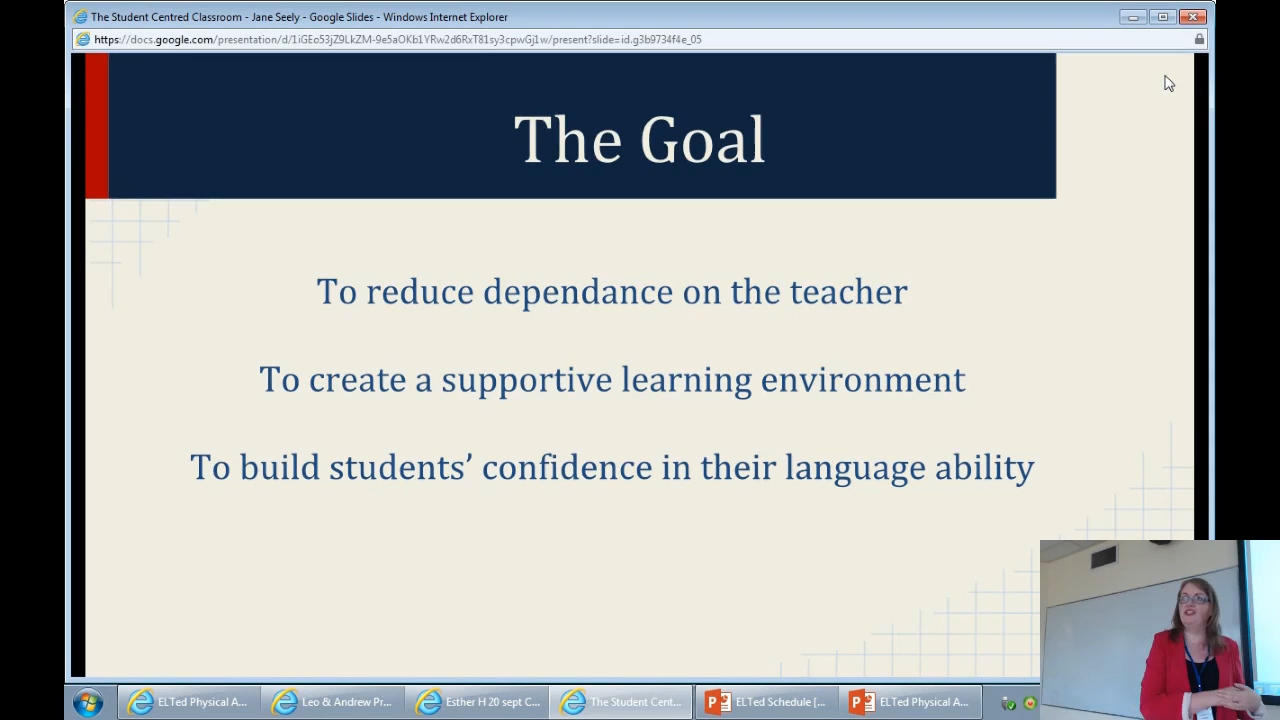 The Student Centred Classroom - Jane Seely - Google Slides - Windows Internet Explorer
https://docs.google.com/presentation/d/1iGEo53jZ9LkZM-9e5aOKb1YRw2d6RxT81sy3cpwGj1w/present?slide=id.g3b9734f4e_05
The Goal
To reduce dependance on the teacher
To create a supportive learning environment
To build students’ confidence in their language ability
ELTed Physical A...
Leo & Andrew Pr...
Esther H 20 sept C...
The Student Cent...
ELTed Schedule [...
ELTed Physical A...